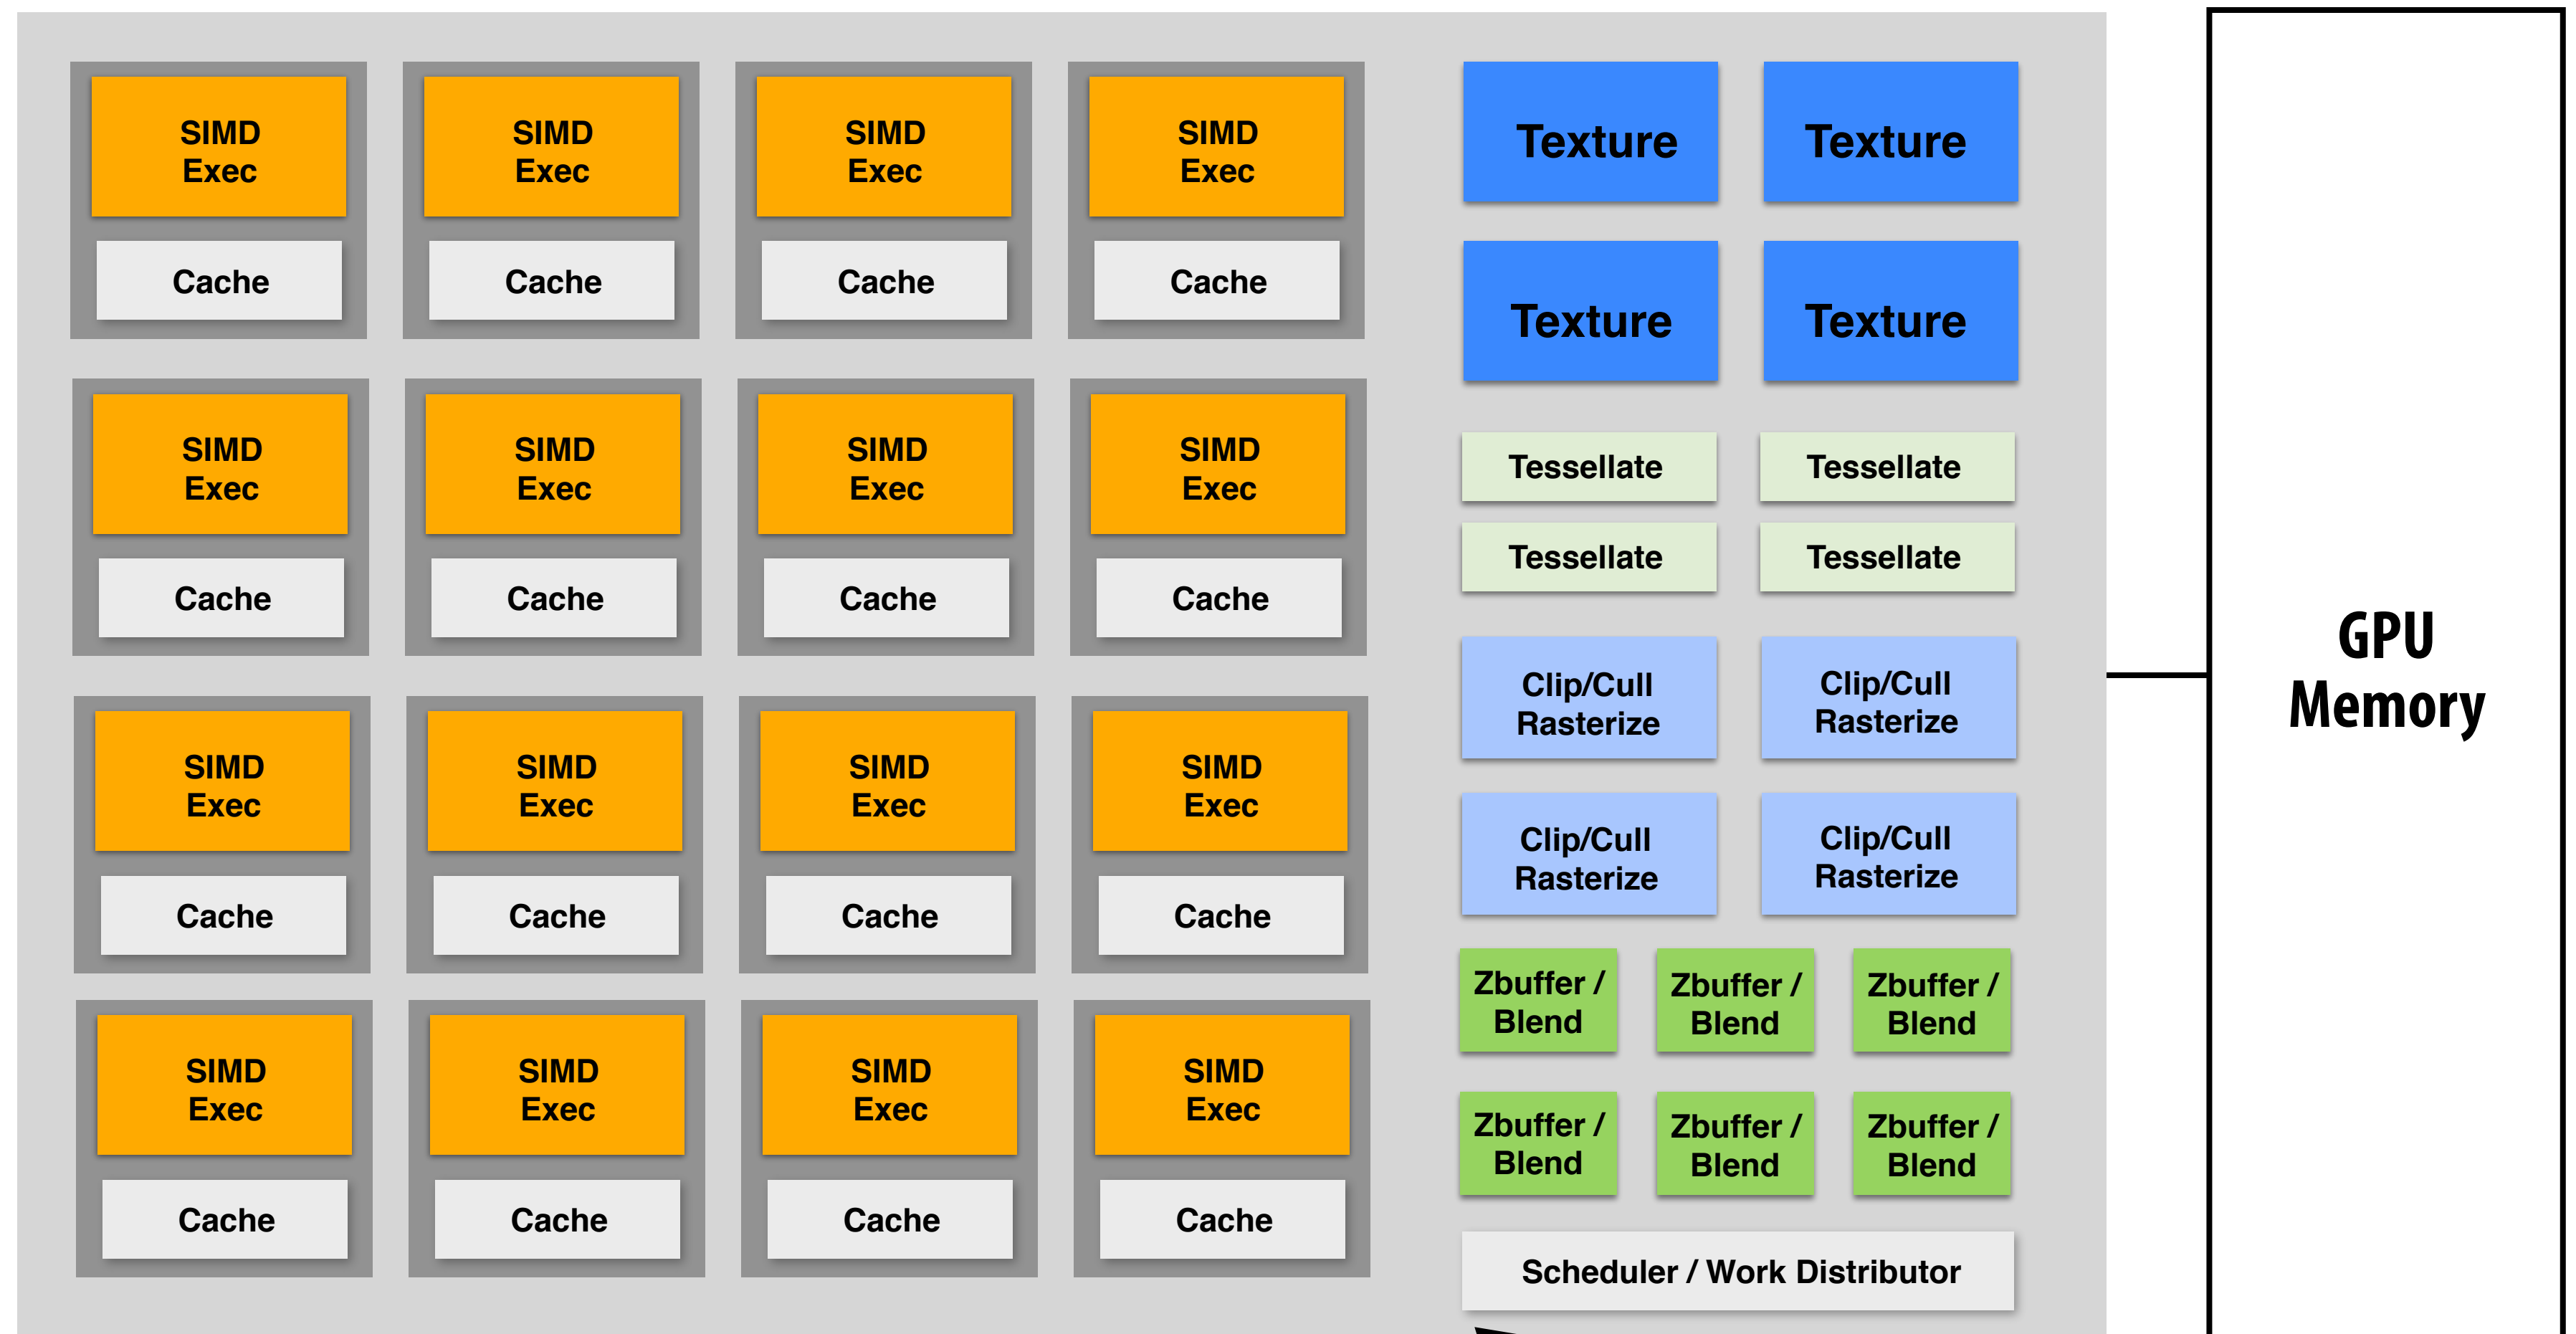 SIMD
Exec
SIMD
Exec
SIMD
Exec
SIMD
Exec
Cache
Cache
Cache
Cache
SIMD
Exec
SIMD
Exec
SIMD
Exec
SIMD
Exec
Cache
Cache
Cache
Cache
SIMD
Exec
SIMD
Exec
SIMD
Exec
SIMD
Exec
Cache
Cache
Cache
Cache
SIMD
Exec
SIMD
Exec
SIMD
Exec
SIMD
Exec
Cache
Cache
Cache
Cache
Texture
Texture
Texture
Texture
Tessellate
Tessellate
Tessellate
Tessellate
Clip/Cull
Rasterize
Clip/Cull
Rasterize
Clip/Cull
Rasterize
Clip/Cull
Rasterize
Zbuffer /
Blend
Zbuffer /
Blend
Zbuffer /
Blend
Zbuffer /
Blend
Zbuffer /
Blend
Zbuffer /
Blend
Scheduler / Work Distributor
GPU
Memory